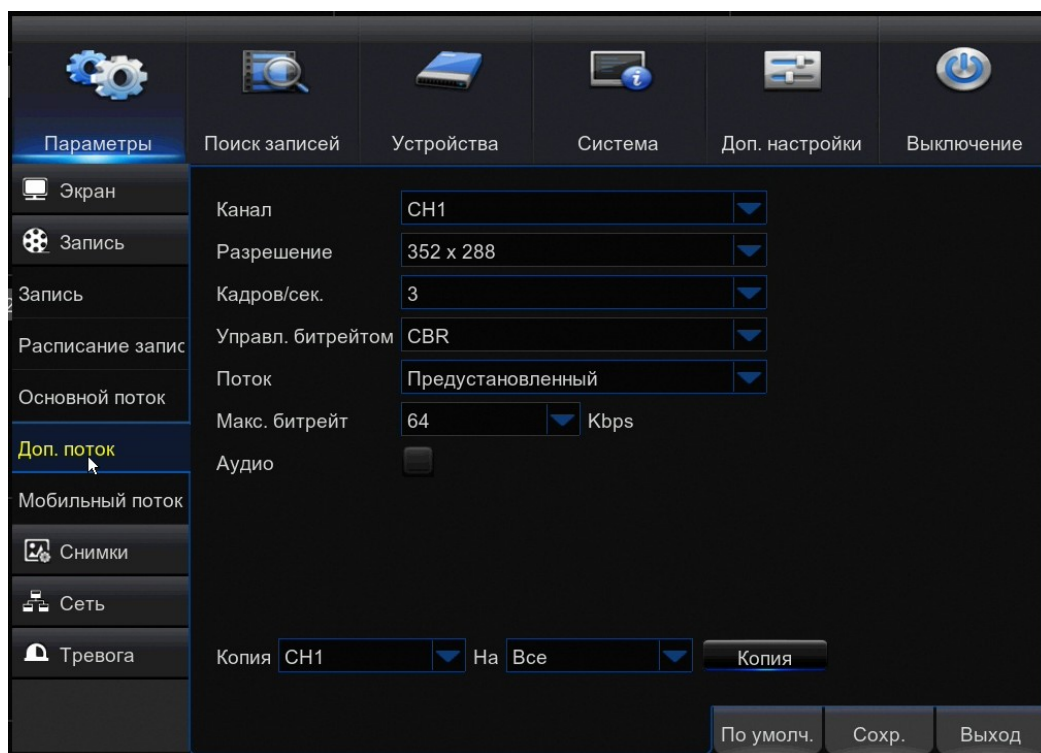 Параметры
Поиск записей
Устройства
Система
Доп. настройки
Выключение
Экран
Запись
Запись
Расписание запис
Основной поток
Доп. поток
Мобильный поток
Снимки
Сеть
Тревога
Канал CH1
Разрешение 352 x 288
Кадров/сек. 3
Управл. битрейтом CBR
Поток Предустановленный
Макс. битрейт 64 Kbps
Аудио
Копия CH1 На Все Копия
По умолч. Сохр. Выход